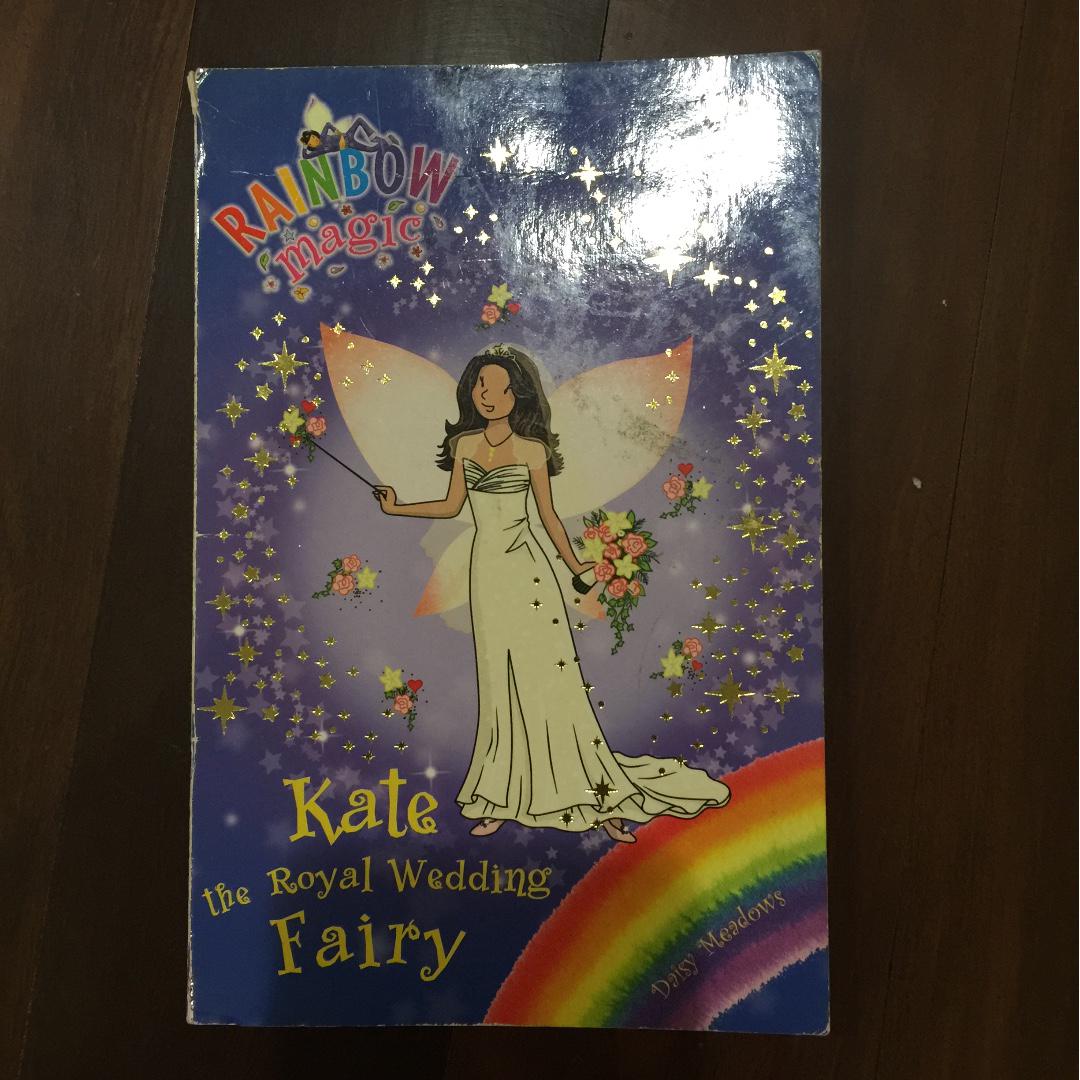 RAINBOW
magic
Kate
the Royal Wedding
Fairy
Daisy Meadows